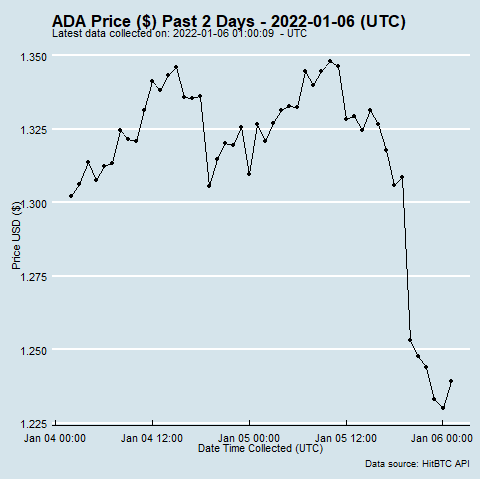 ADA Price ($) Past 2 Days - 2022-01-06 (UTC)
Latest data collected on: 2022-01-06 01:00:09 - UTC
1.350
1.325
1.300
1.275
1.250
1.225
Price USD ($)
Jan 04 00:00 Jan 04 12:00 Jan 05 00:00 Jan 05 12:00 Jan 06 00:00
Date Time Collected (UTC)
Data source: HitBTC API